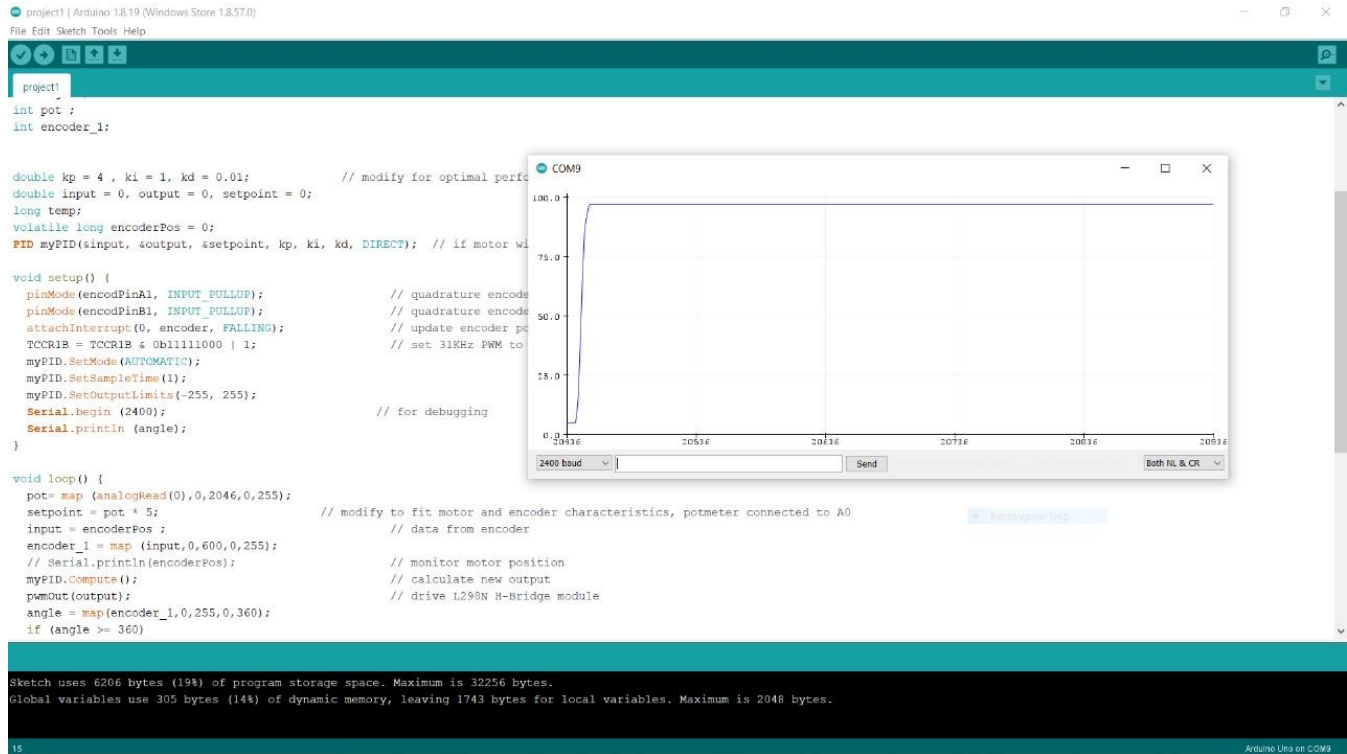 project1 | Arduino 1.8.19 (Windows Store 1.8.57.0)
File Edit Sketch Tools Help
project1
int pot ;
int encoder_1;
double kp = 4 , ki = 1, kd = 0.01; // modify for optimal perfo
double input = 0, output = 0, setpoint = 0;
long temp;
volatile long encoderPos = 0;
PID myPID(&input, &output, &setpoint, kp, ki, kd, DIRECT); // if motor wi
void setup() {
pinMode(encodPinA1, INPUT_PULLUP); // quadrature encode
pinMode(encodPinB1, INPUT_PULLUP); // quadrature encode
attachInterrupt(0, encoder, FALLING); // update encoder po
TCCR1B = TCCR1B & 0b11111000 | 1; // set 31KHz PWM to
myPID.SetMode(AUTOMATIC);
myPID.SetSampleTime(1);
myPID.SetOutputLimits(-255, 255);
Serial.begin (2400); // for debugging
Serial.println (angle);
}
void loop() {
pot= map (analogRead(0),0,2046,0,255);
setpoint = pot * 5; // modify to fit motor and encoder characteristics, potmeter connected to A0
input = encoderPos ; // data from encoder
encoder_1 = map (input,0,600,0,255);
// Serial.println(encoderPos); // monitor motor position
myPID.Compute(); // calculate new output
pwmOut(output); // drive L298N H-Bridge module
angle = map(encoder_1,0,255,0,360);
if (angle >= 360)
COM9
100.0
75.0
50.0
25.0
0.0
20436 20536 20636 20736 20836 20936
2400 baud
Send
Both NL & CR
Rectangular Snip
Sketch uses 6206 bytes (19%) of program storage space. Maximum is 32256 bytes.
Global variables use 305 bytes (14%) of dynamic memory, leaving 1743 bytes for local variables. Maximum is 2048 bytes.
15
Arduino Uno on COM9